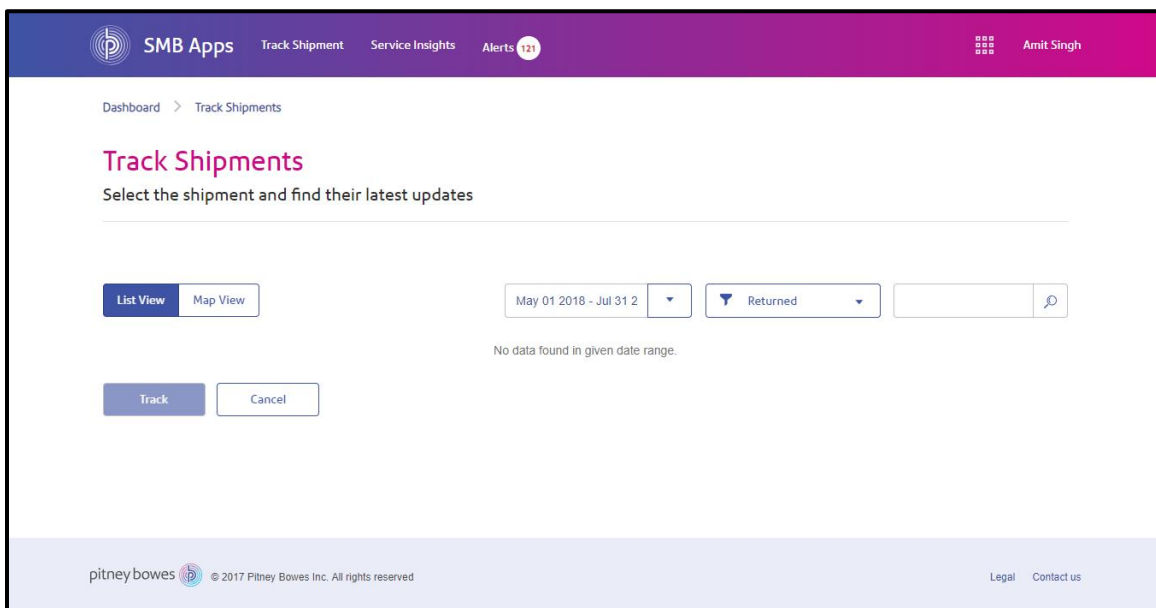 SMB Apps Track Shipment Service Insights Alerts 121 Amit Singh
Dashboard > Track Shipments
Track Shipments
Select the shipment and find their latest updates
List View Map View May 01 2018 - Jul 31 2 Returned
No data found in given date range.
Track Cancel
pitney bowes © 2017 Pitney Bowes Inc. All rights reserved Legal Contact us